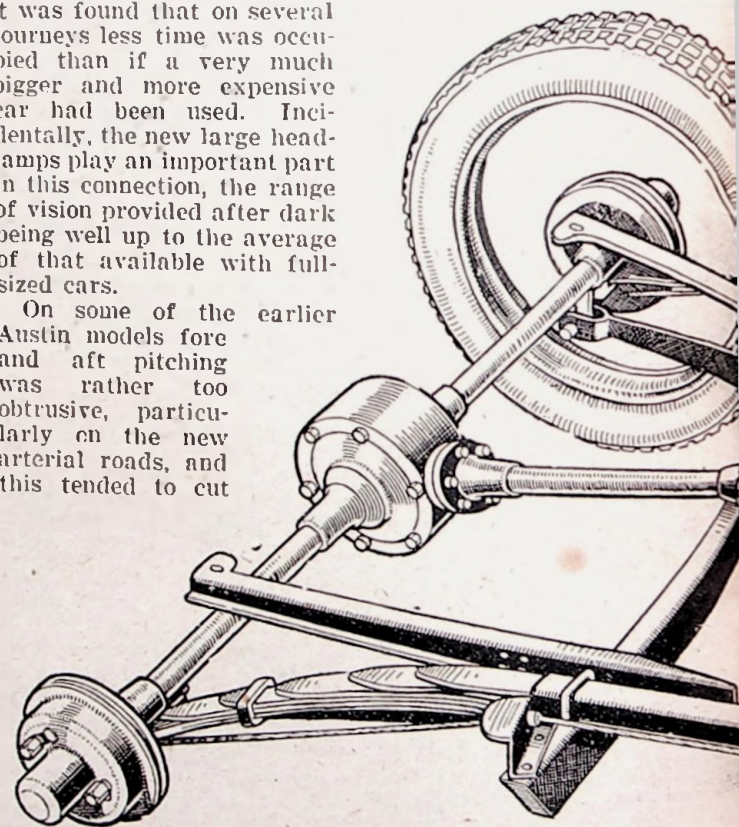 t was found that on several
ourneys less time was occu-
pied than if a very much
bigger and more expensive
ear had been used. Inci-
dentally, the new large head-
amps play an important part
n this connection, the range
of vision provided after dark
being well up to the average
of that available with full-
sized cars.
On some of the earlier
Austin models fore
and aft pitching
was rather too
obtrusive, particu-
larly on the new
arterial roads, and
this tended to cut